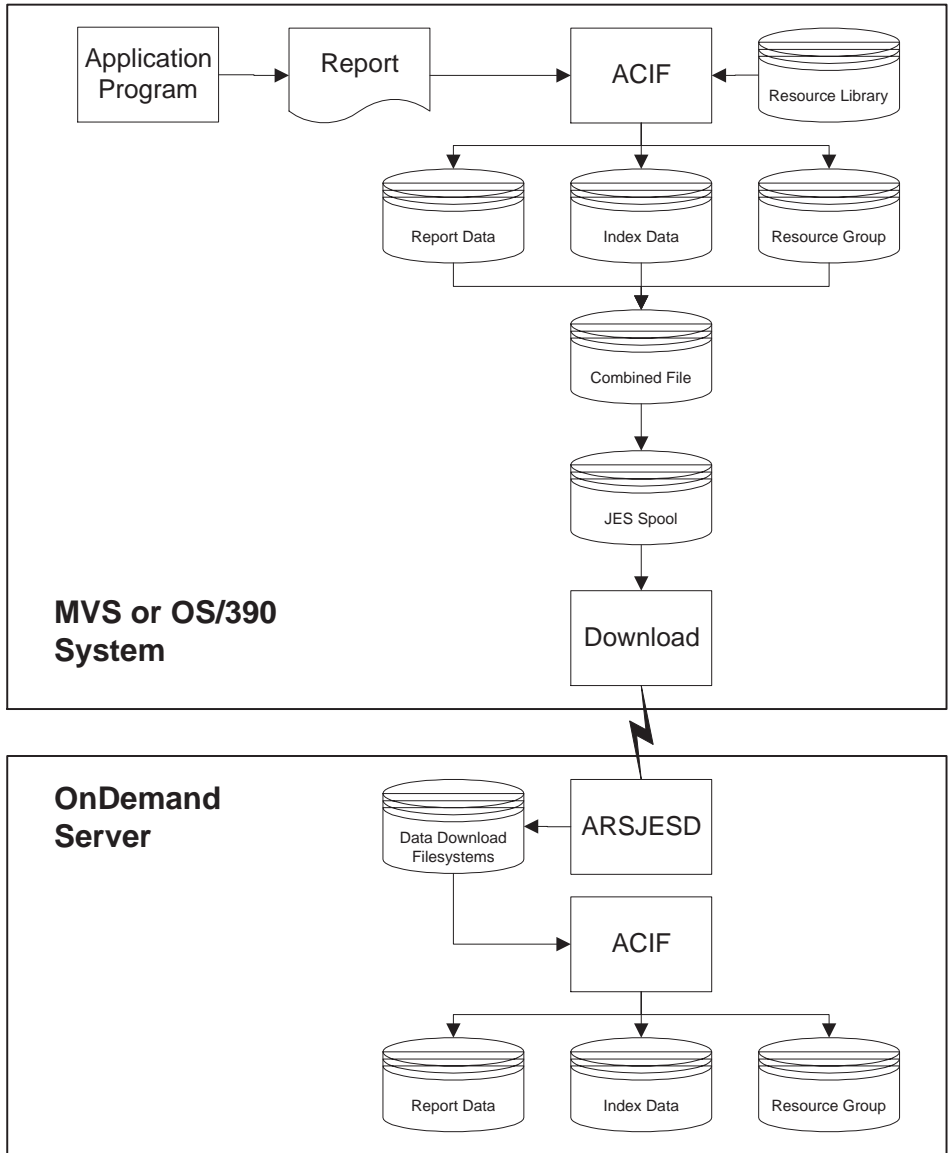 Application
Program
Report
ACIF
Resource Library
Report Data
Index Data
Resource Group
Combined File
JES Spool
MVS or OS/390
System
Download
OnDemand
Server
Data Download
Filesystems
ARSJESD
ACIF
Report Data
Index Data
Resource Group